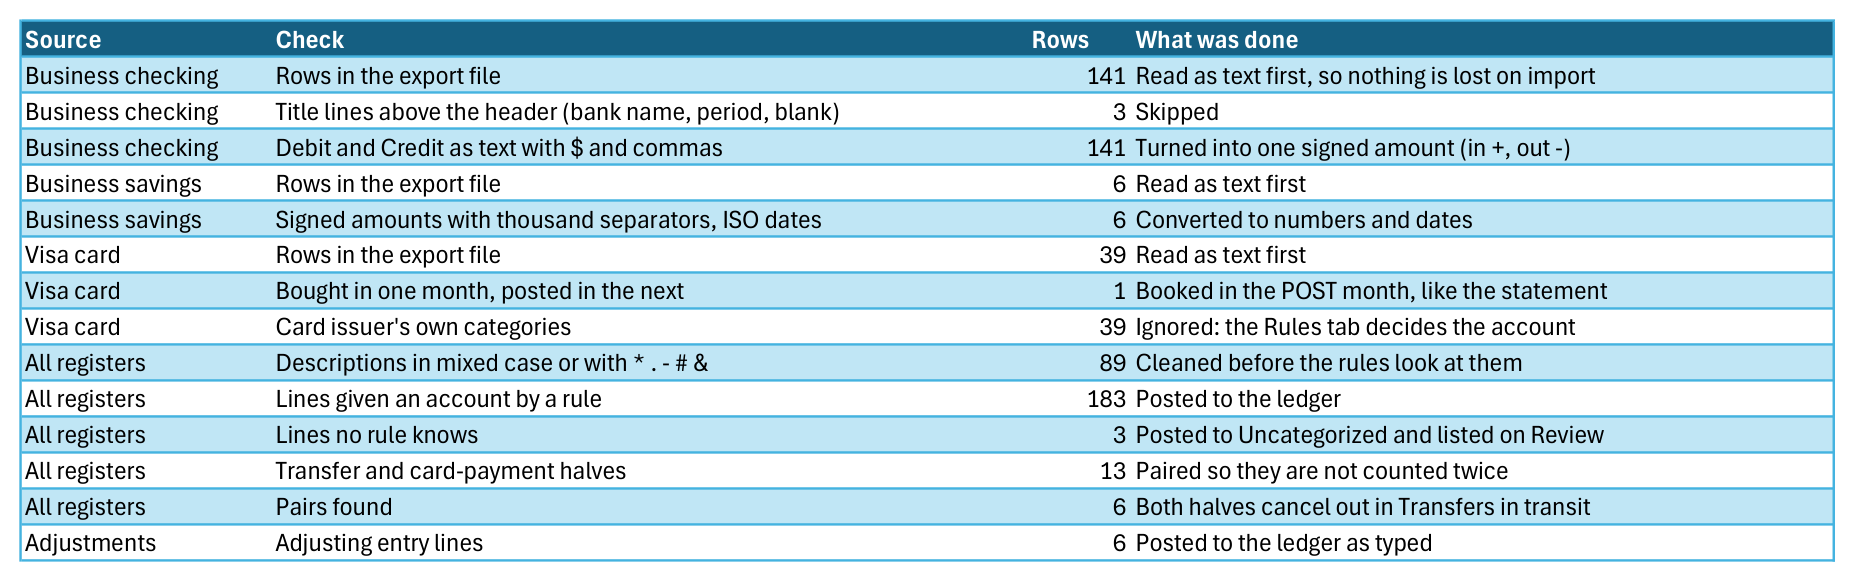 Source Check Rows What was done
Business checking Rows in the export file 141 Read as text first, so nothing is lost on import
Business checking Title lines above the header (bank name, period, blank) 3 Skipped
Business checking Debit and Credit as text with $ and commas 141 Turned into one signed amount (in +, out -)
Business savings Rows in the export file 6 Read as text first
Business savings Signed amounts with thousand separators, ISO dates 6 Converted to numbers and dates
Visa card Rows in the export file 39 Read as text first
Visa card Bought in one month, posted in the next 1 Booked in the POST month, like the statement
Visa card Card issuer's own categories 39 Ignored: the Rules tab decides the account
All registers Descriptions in mixed case or with * . - # & 89 Cleaned before the rules look at them
All registers Lines given an account by a rule 183 Posted to the ledger
All registers Lines no rule knows 3 Posted to Uncategorized and listed on Review
All registers Transfer and card-payment halves 13 Paired so they are not counted twice
All registers Pairs found 6 Both halves cancel out in Transfers in transit
Adjustments Adjusting entry lines 6 Posted to the ledger as typed